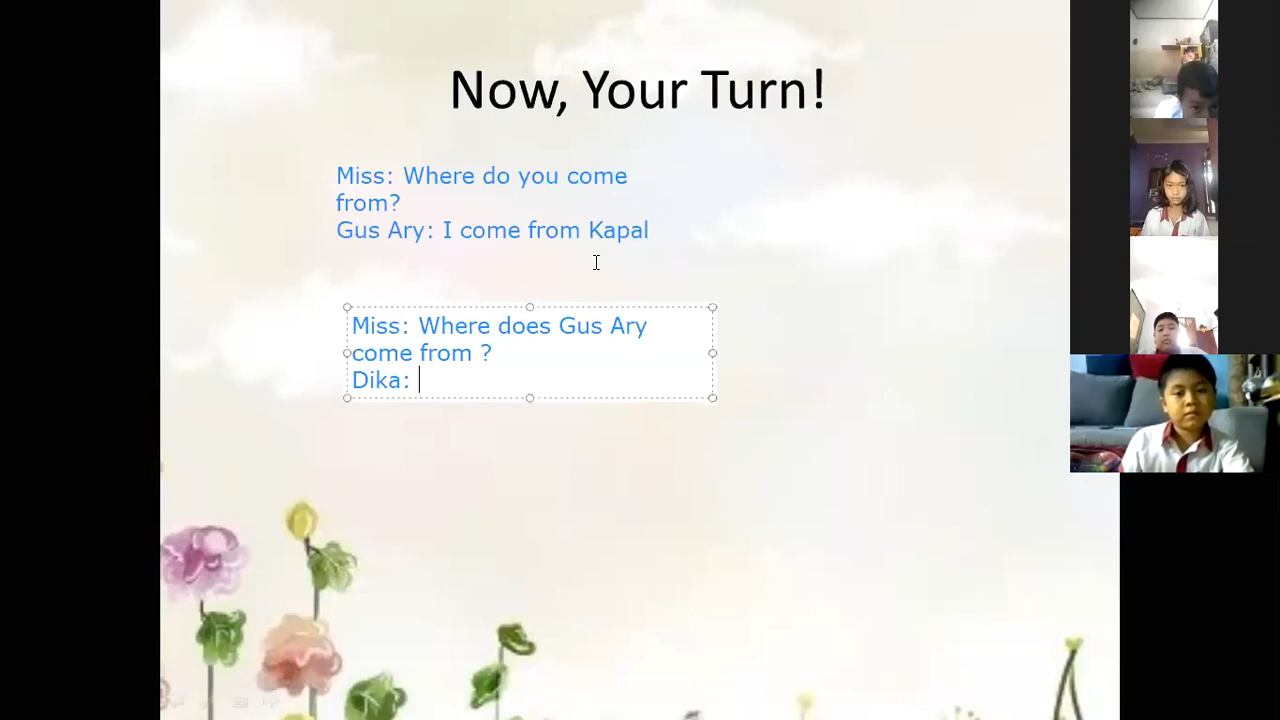 Now, Your Turn!
Miss: Where do you come
from?
Gus Ary: I come from Kapal
Miss: Where does Gus Ary
come from ?
Dika: